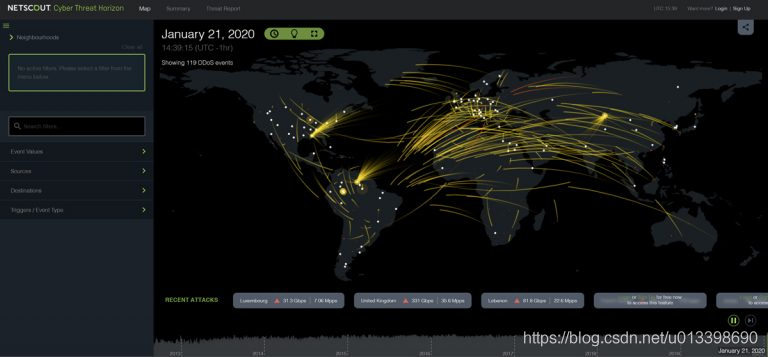 NETSCOUT Cyber Threat Horizon
Map Summary Threat Report
UTC 15:39 Want more? Login | Sign Up
Neighbourhoods
Clear all
No active filters. Please select a filter from the
menu below.
Search filters
Event Values
Sources
Destinations
Triggers / Event Type
January 21, 2020
14:39:15 (UTC -1hr)
Showing 119 DDoS events
RECENT ATTACKS
Luxembourg 31.3 Gbps | 7.06 Mpps
United Kingdom 331 Gbps | 35.6 Mpps
Lebanon 81.8 Gbps | 22.6 Mpps
or Sign Up for free now
to access this feature
2013 2014 2015 2016 2017 2018 2019
January 21, 2020
https://blog.csdn.net/u013398690